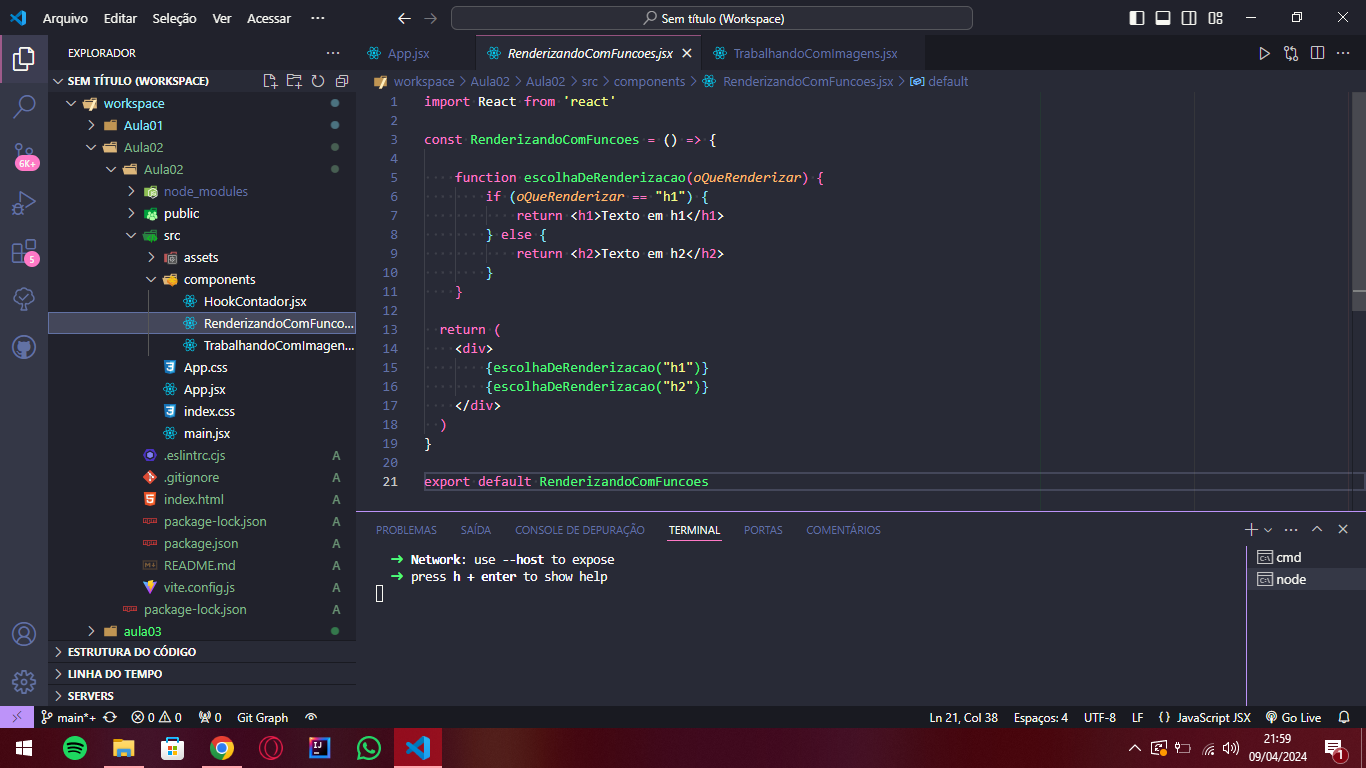 Arquivo Editar Seleção Ver Acessar ··· Sem título (Workspace)
EXPLORADOR ···
SEM TÍTULO (WORKSPACE)
workspace
Aula01
Aula02
Aula02
node_modules
public
src
assets
components
HookContador.jsx
RenderizandoComFunco...
TrabalhandoComImagen...
App.css
App.jsx
index.css
main.jsx
.eslintrc.cjs A
.gitignore A
index.html A
package-lock.json A
package.json A
README.md A
vite.config.js A
package-lock.json A
aula03
ESTRUTURA DO CÓDIGO
LINHA DO TEMPO
SERVERS
6K+
5
App.jsx RenderizandoComFuncoes.jsx TrabalhandoComImagens.jsx
workspace > Aula02 > Aula02 > src > components > RenderizandoComFuncoes.jsx > default
1 import React from 'react'
2
3 const RenderizandoComFuncoes = () => {
4
5 function escolhaDeRenderizacao(oQueRenderizar) {
6 if (oQueRenderizar == "h1") {
7 return <h1>Texto em h1</h1>
8 } else {
9 return <h2>Texto em h2</h2>
10 }
11 }
12
13 return (
14 <div>
15 {escolhaDeRenderizacao("h1")}
16 {escolhaDeRenderizacao("h2")}
17 </div>
18 )
19 }
20
21 export default RenderizandoComFuncoes
PROBLEMAS SAÍDA CONSOLE DE DEPURAÇÃO TERMINAL PORTAS COMENTÁRIOS
➜ Network: use --host to expose
➜ press h + enter to show help
cmd
node
main*+ 0 0 0 Git Graph Ln 21, Col 38 Espaços: 4 UTF-8 LF {} JavaScript JSX Go Live
21:59
09/04/2024
1